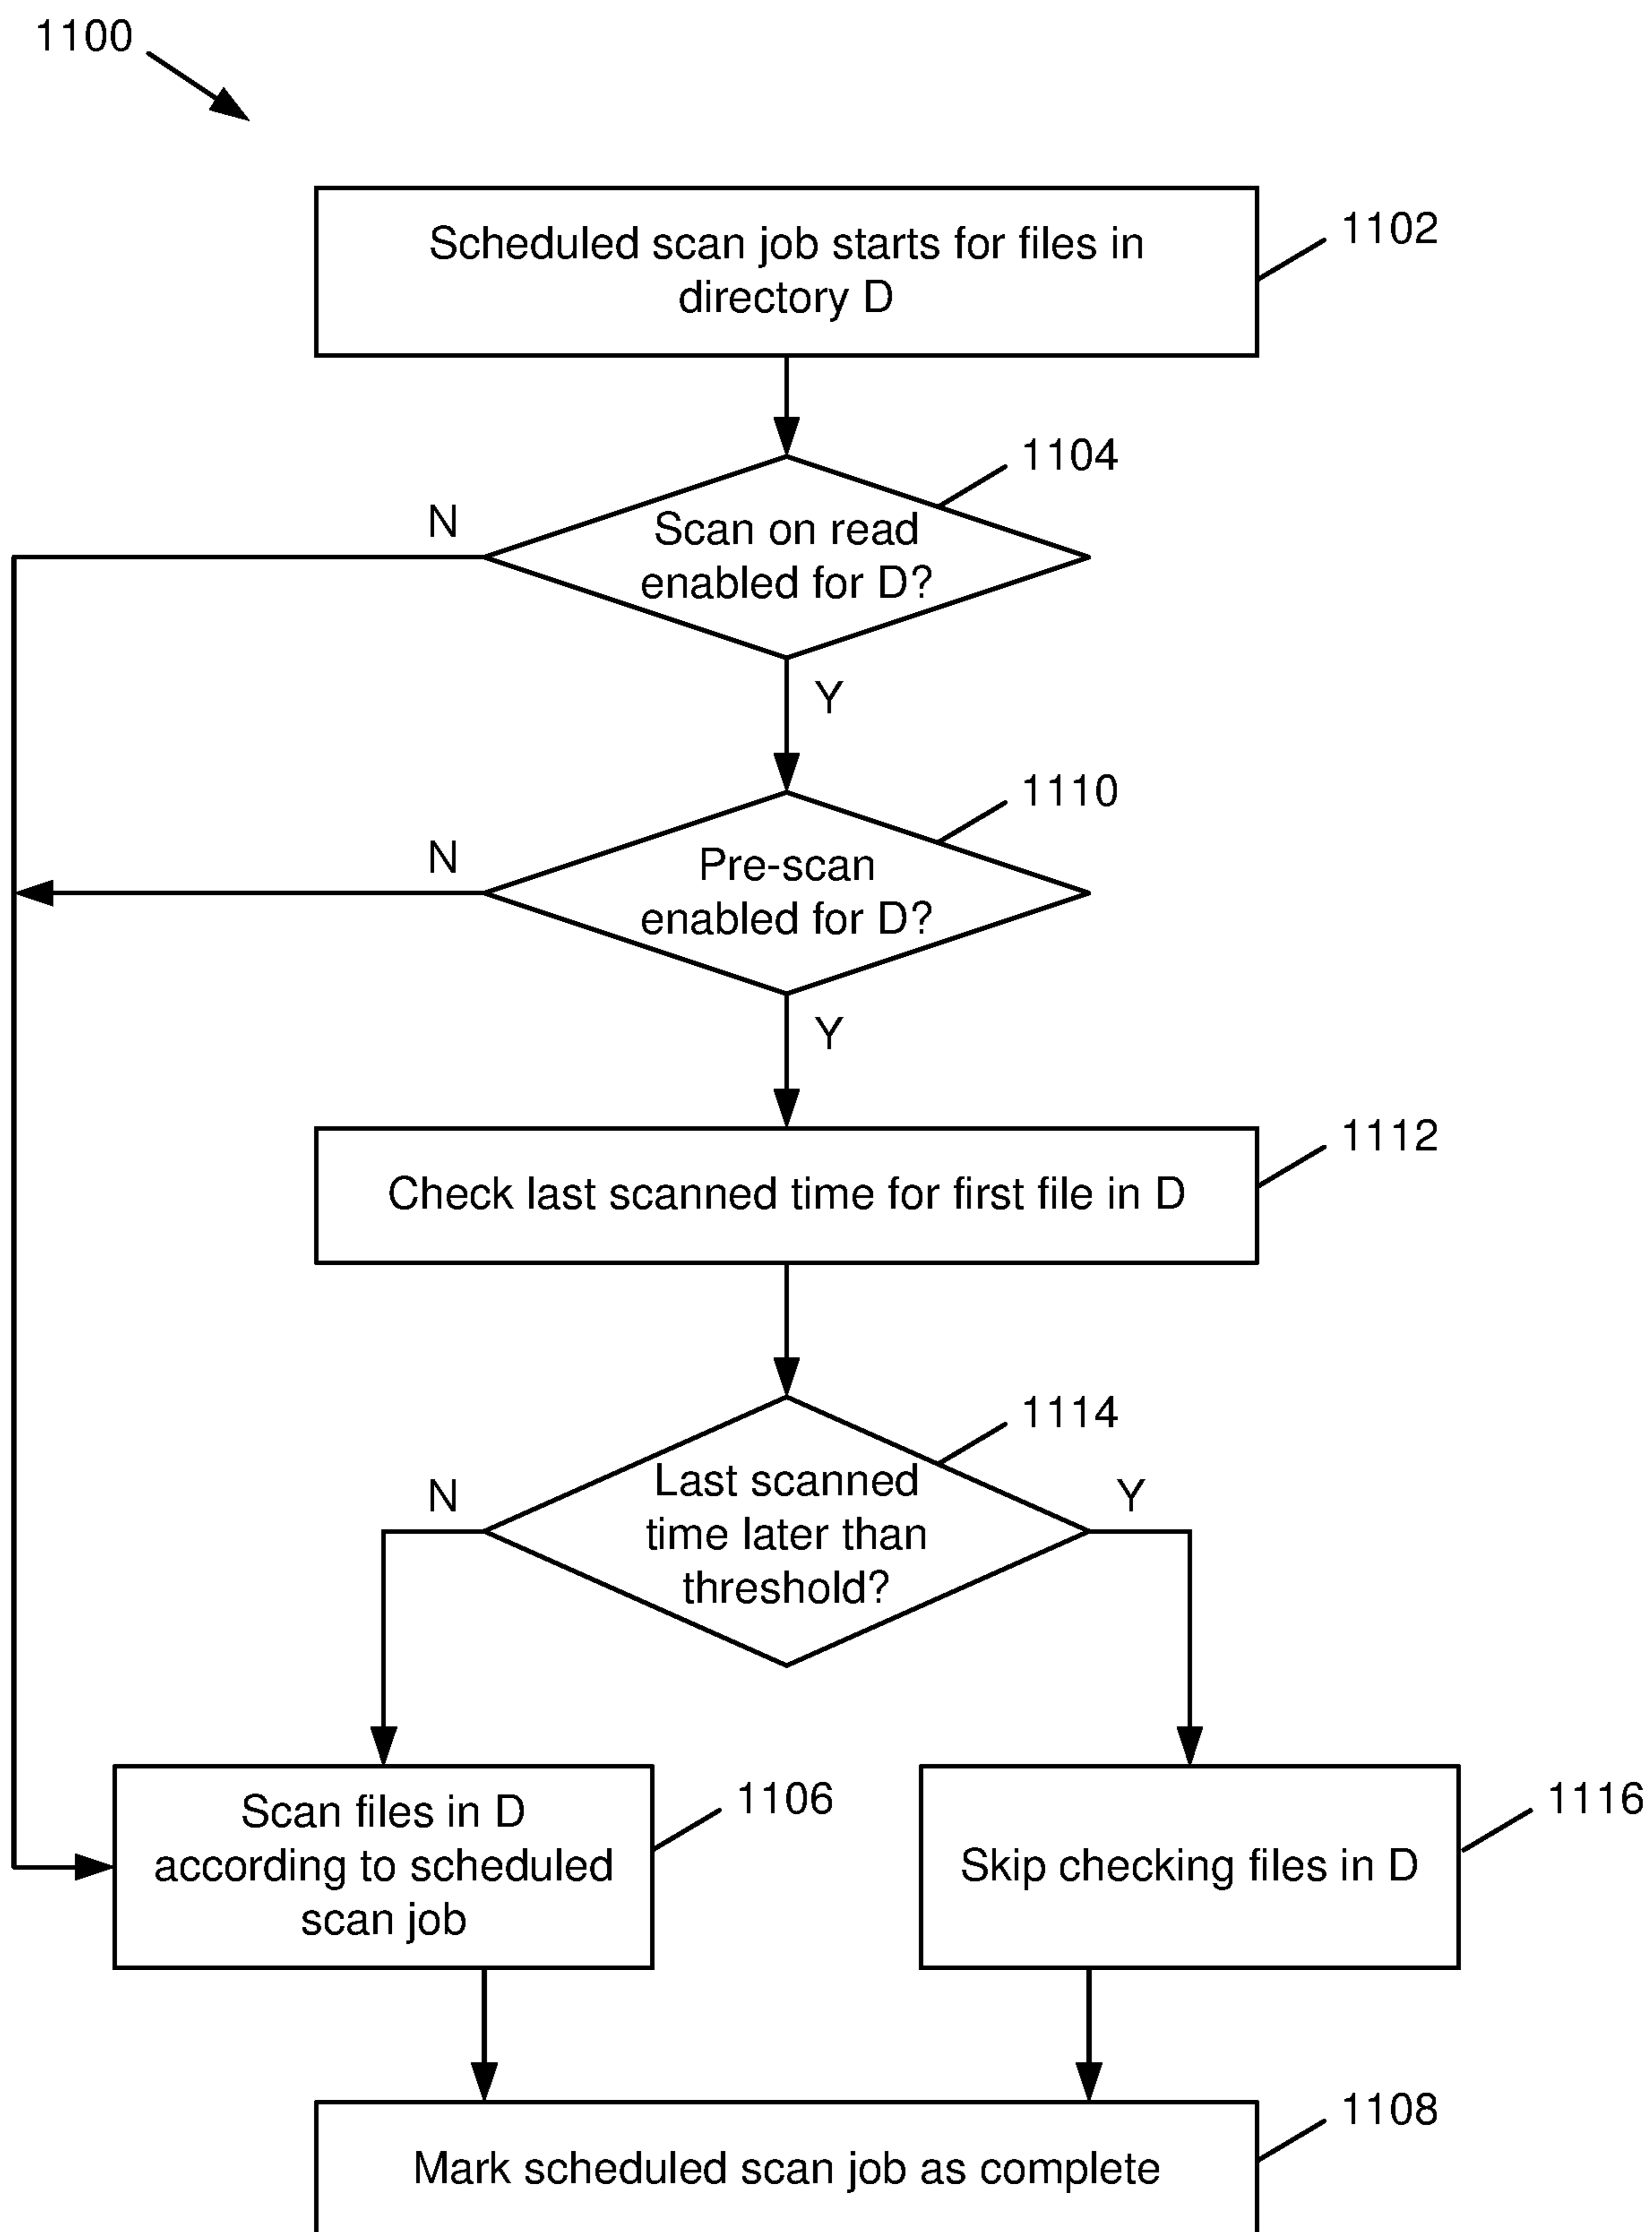 1100
Scheduled scan job starts for files in
directory D
1102
1104
N
Scan on read
enabled for D?
Y
1110
N
Pre-scan
enabled for D?
Y
1112
Check last scanned time for first file in D
1114
N
Y
Last scanned
time later than
threshold?
Scan files in D
according to scheduled
scan job
1106
Skip checking files in D
1116
1108
Mark scheduled scan job as complete